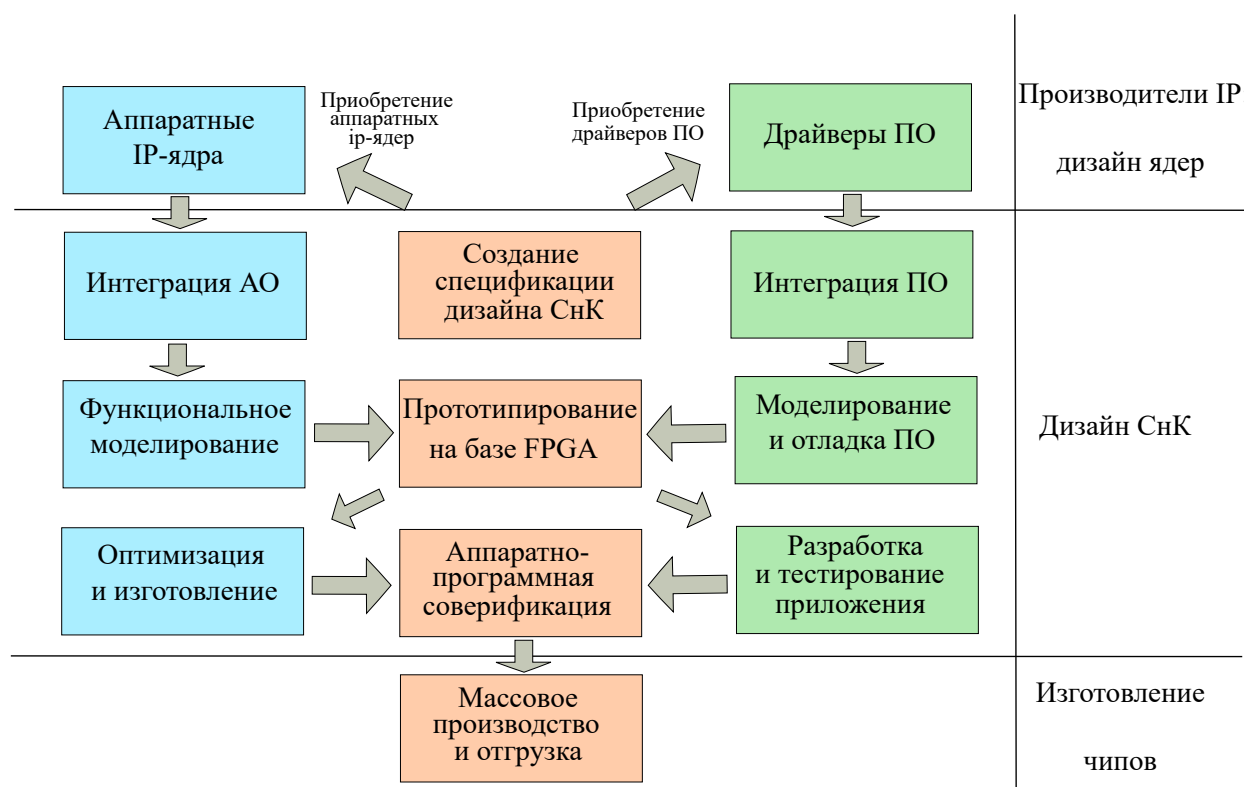 Аппаратные
IP-ядра
Приобретение
аппаратных
ip-ядер
Приобретение
драйверов ПО
Драйверы ПО
Производители IP
дизайн ядер
Интеграция АО
Создание
спецификации
дизайна СнК
Интеграция ПО
Функциональное
моделирование
Прототипирование
на базе FPGA
Моделирование
и отладка ПО
Дизайн СнК
Оптимизация
и изготовление
Аппаратно-
программная
соверификация
Разработка
и тестирование
приложения
Массовое
производство
и отгрузка
Изготовление
чипов